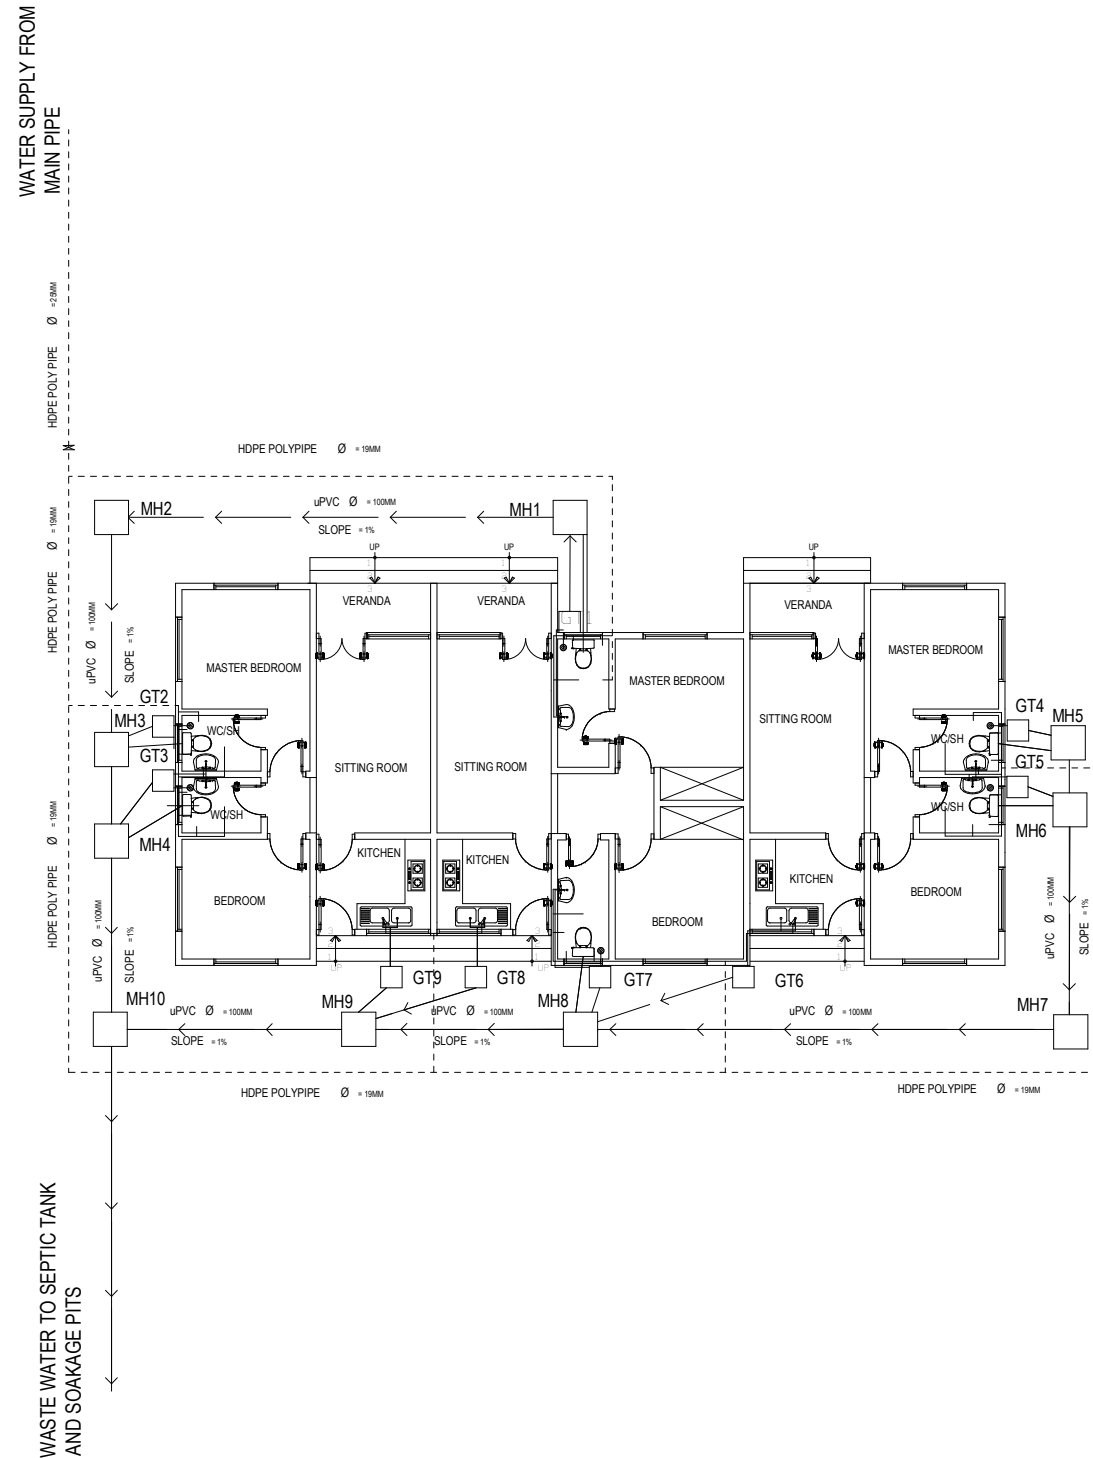 WATER SUPPLY FROM
MAIN PIPE
HDPE POLY PIPE Ø =25MM
HDPE POLYPIPE Ø = 19MM
HDPE POLY PIPE Ø = 19MM
HDPE POLY PIPE Ø = 19MM
MH2
uPVC Ø = 100MM
SLOPE = 1%
MH1
uPVC Ø = 100MM
SLOPE = 1%
UP
UP
UP
VERANDA
VERANDA
VERANDA
GT1
MASTER BEDROOM
MASTER BEDROOM
MASTER BEDROOM
GT2
MH3
GT3
MH4
WC/SH
WC/SH
SITTING ROOM
SITTING ROOM
SITTING ROOM
WC/SH
WC/SH
GT4
MH5
GT5
MH6
KITCHEN
KITCHEN
KITCHEN
BEDROOM
BEDROOM
BEDROOM
HDPE POLY PIPE Ø = 19MM
uPVC Ø = 100MM
SLOPE = 1%
uPVC Ø = 100MM
SLOPE = 1%
UP
UP
GT9
GT8
GT7
GT6
MH10
MH9
MH8
MH7
uPVC Ø = 100MM
SLOPE = 1%
uPVC Ø = 100MM
SLOPE = 1%
uPVC Ø = 100MM
SLOPE = 1%
HDPE POLYPIPE Ø = 19MM
HDPE POLYPIPE Ø = 19MM
WASTE WATER TO SEPTIC TANK
AND SOAKAGE PITS